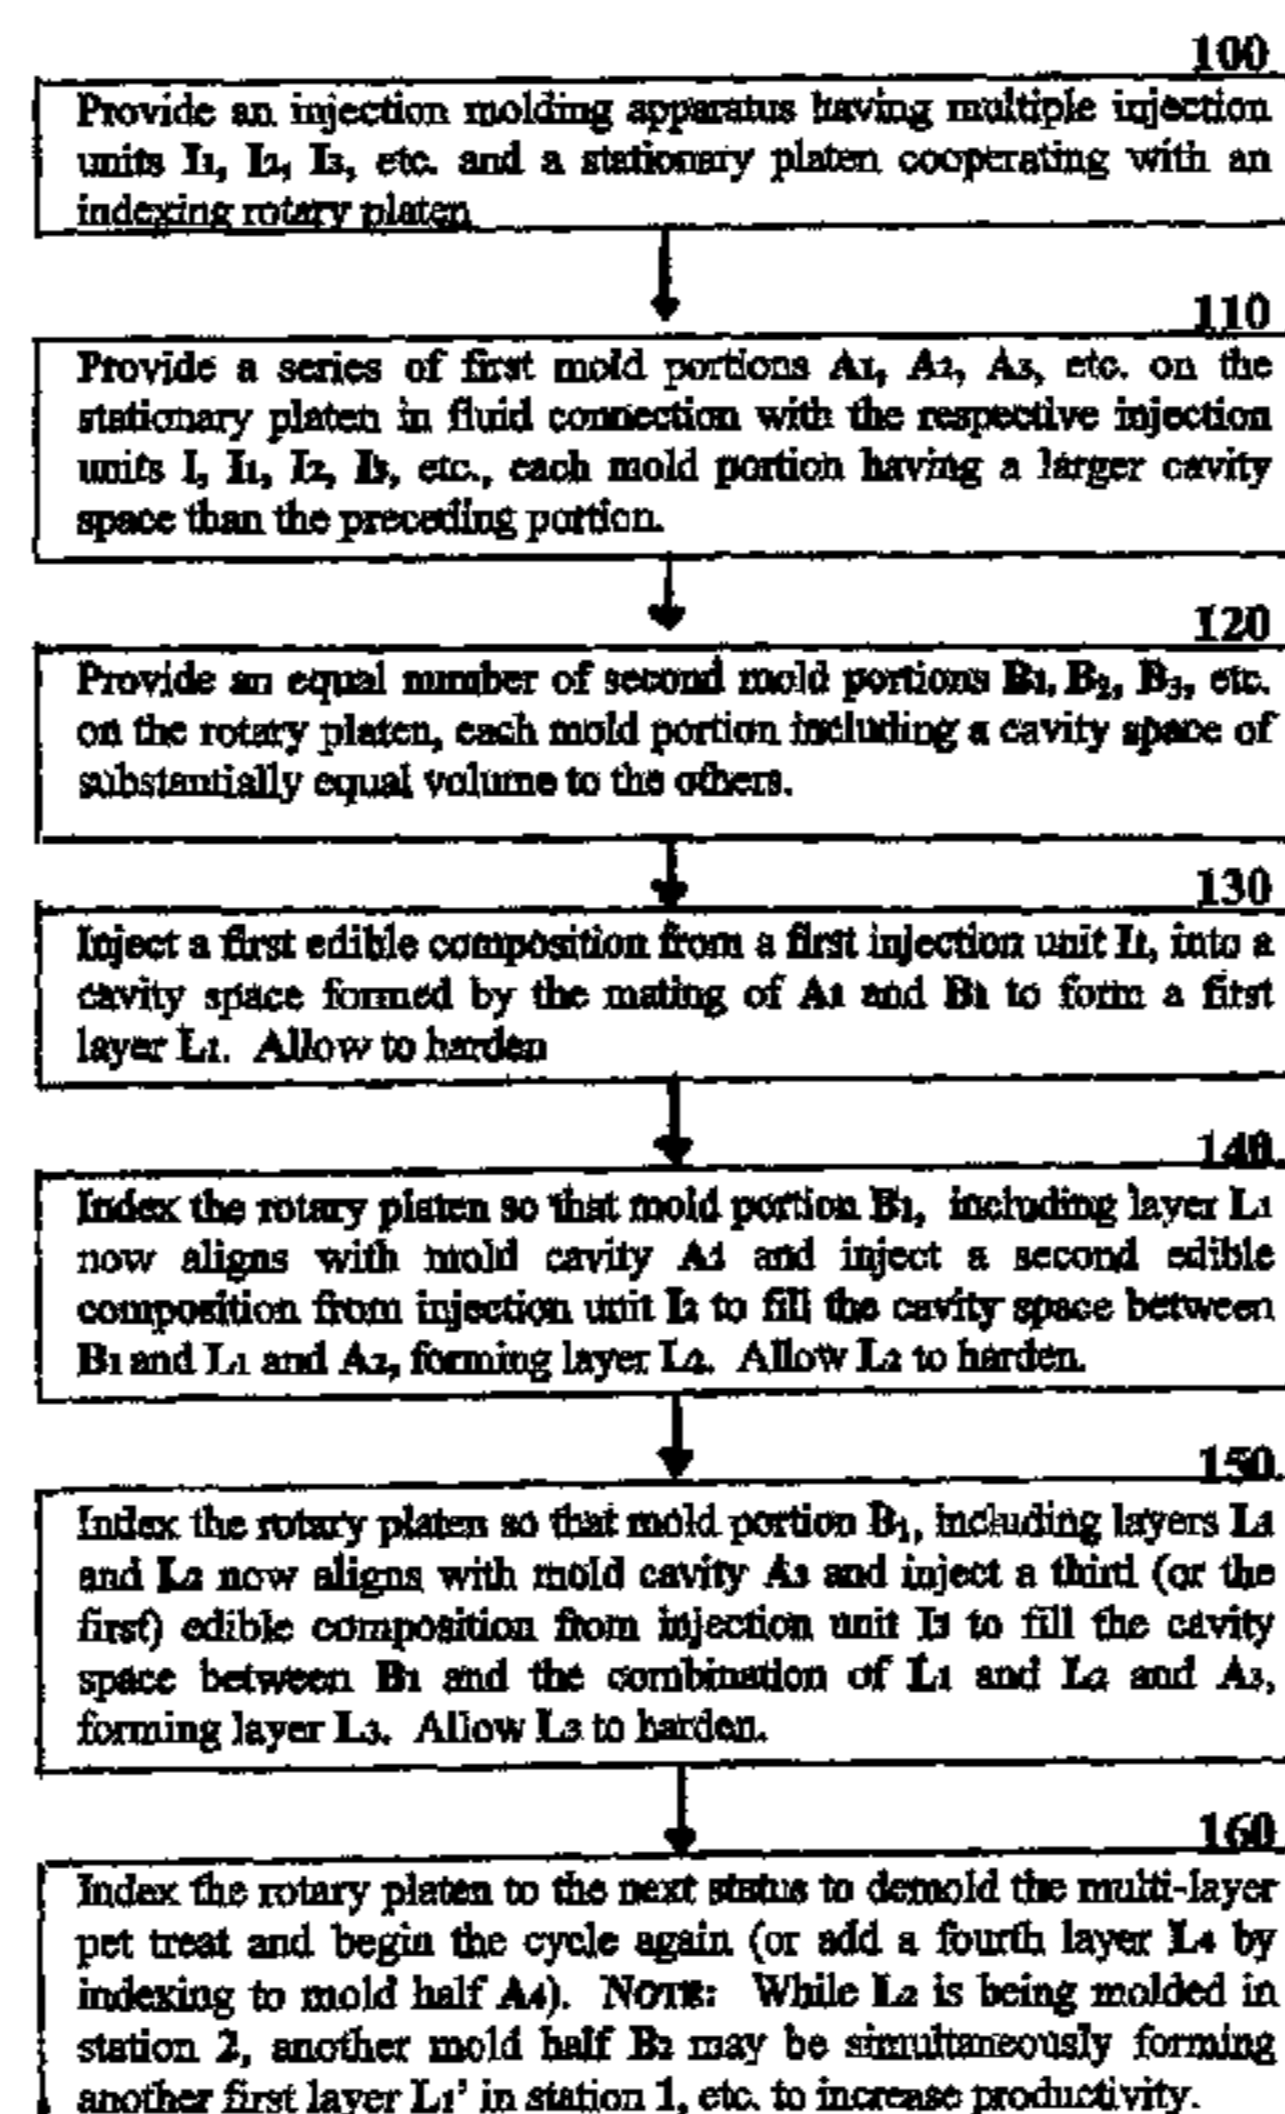 100
Provide an injection molding apparatus having multiple injection
units I1, I2, I3, etc. and a stationary platen cooperating with an
indexing rotary platen
110
Provide a series of first mold portions A1, A2, A3, etc. on the
stationary platen in fluid connection with the respective injection
units I, I1, I2, I3, etc., each mold portion having a larger cavity
space than the preceding portion.
120
Provide an equal number of second mold portions B1, B2, B3, etc.
on the rotary platen, each mold portion including a cavity space of
substantially equal volume to the others.
130
Inject a first edible composition from a first injection unit I1, into a
cavity space formed by the mating of A1 and B1 to form a first
layer L1. Allow to harden
140
Index the rotary platen so that mold portion B1, including layer L1
now aligns with mold cavity A2 and inject a second edible
composition from injection unit I2 to fill the cavity space between
B1 and L1 and A2, forming layer L2. Allow L2 to harden.
150
Index the rotary platen so that mold portion B1, including layers L1
and L2 now aligns with mold cavity A3 and inject a third (or the
first) edible composition from injection unit I3 to fill the cavity
space between B1 and the combination of L1 and L2 and A3,
forming layer L3. Allow L3 to harden.
160
Index the rotary platen to the next status to demold the multi-layer
pet treat and begin the cycle again (or add a fourth layer L4 by
indexing to mold half A4). NOTE: While L2 is being molded in
station 2, another mold half B2 may be simultaneously forming
another first layer L1' in station 1, etc. to increase productivity.